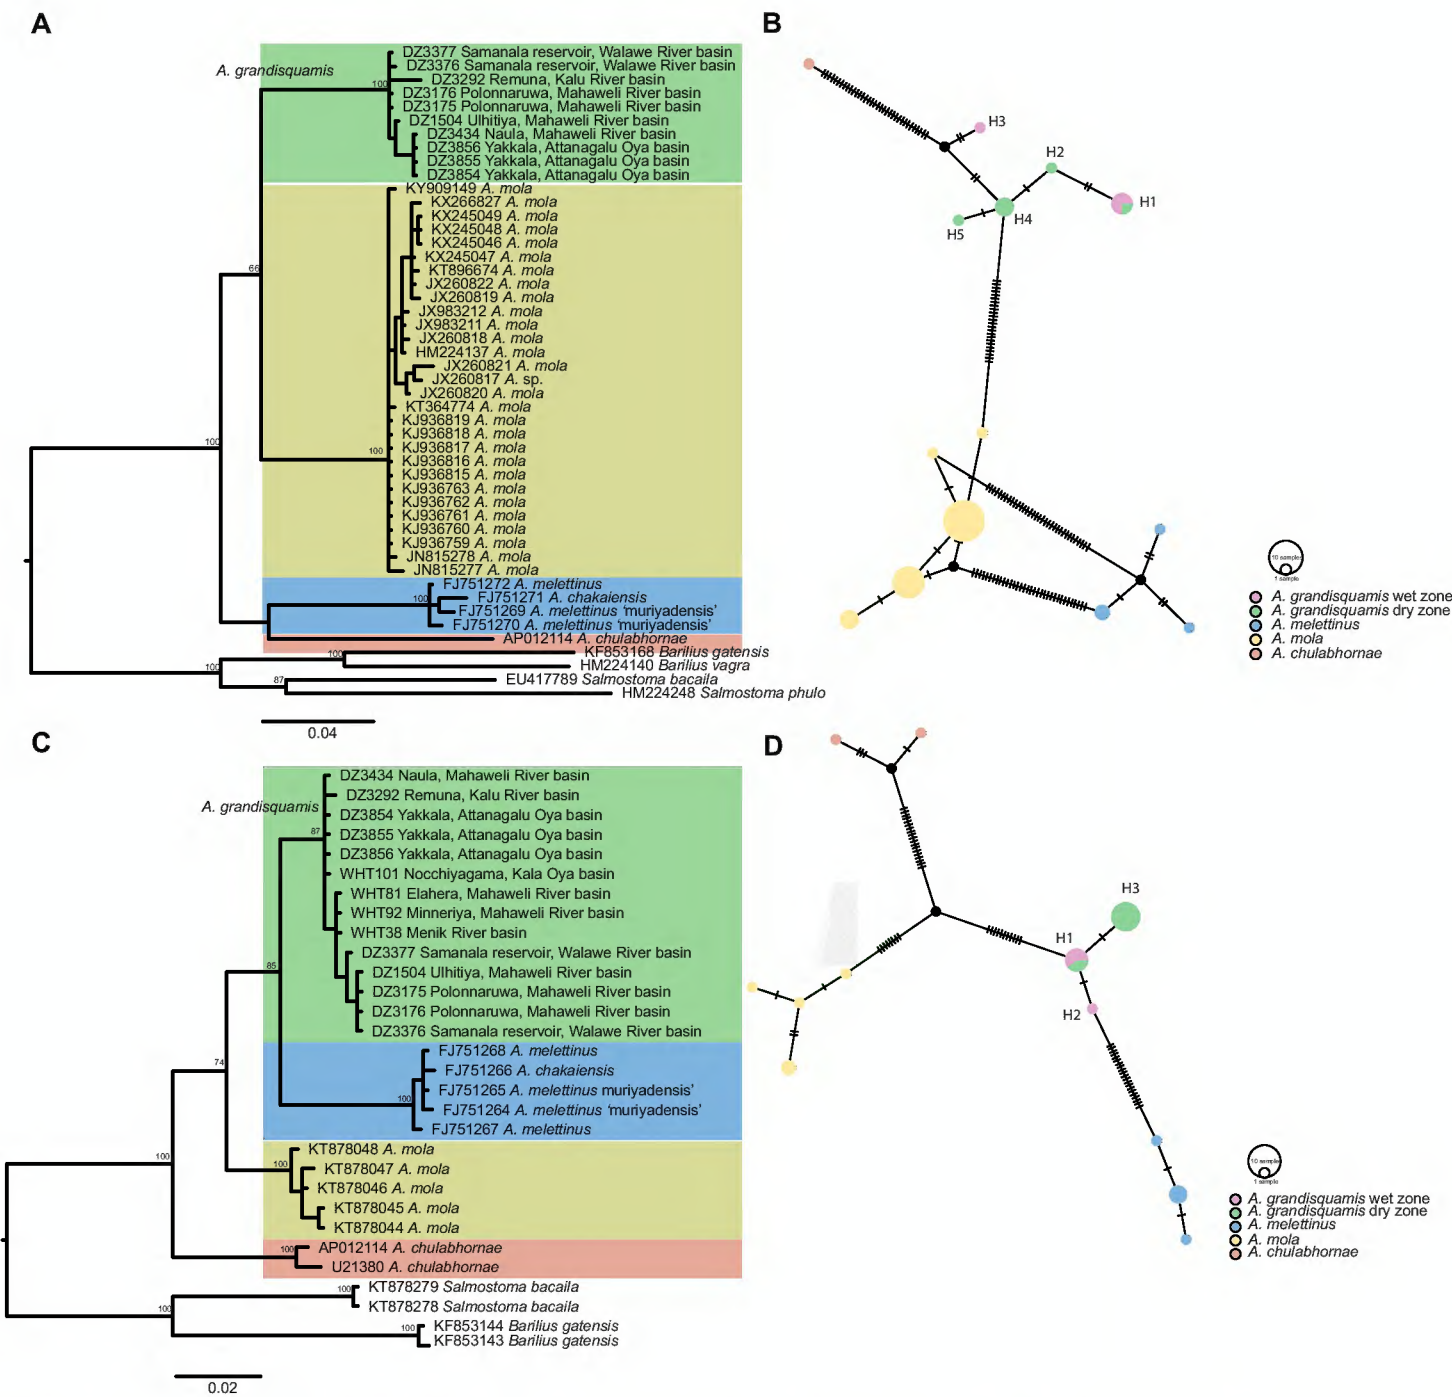 A
A. grandisquamis
100
DZ3377 Samanala reservoir, Walawe River basin
DZ3376 Samanala reservoir, Walawe River basin
DZ3292 Remuna, Kalu River basin
DZ3176 Polonnaruwa, Mahaweli River basin
DZ3175 Polonnaruwa, Mahaweli River basin
DZ1504 Ulhitiya, Mahaweli River basin
DZ3434 Naula, Mahaweli River basin
DZ3856 Yakkala, Attanagalu Oya basin
DZ3855 Yakkala, Attanagalu Oya basin
DZ3854 Yakkala, Attanagalu Oya basin
KY909149 A. mola
KX266827 A. mola
KX245049 A. mola
KX245048 A. mola
KX245046 A. mola
KX245047 A. mola
66
KT896674 A. mola
JX260822 A. mola
JX260819 A. mola
JX983212 A. mola
JX983211 A. mola
JX260818 A. mola
HM224137 A. mola
JX260821 A. mola
JX260817 A. sp.
JX260820 A. mola
KT364774 A. mola
KJ936819 A. mola
KJ936818 A. mola
100
100
KJ936817 A. mola
KJ936816 A. mola
KJ936815 A. mola
KJ936763 A. mola
KJ936762 A. mola
KJ936761 A. mola
KJ936760 A. mola
KJ936759 A. mola
JN815278 A. mola
JN815277 A. mola
FJ751272 A. melettinus
100
FJ751271 A. chakaiensis
FJ751269 A. melettinus 'muriyadensis'
FJ751270 A. melettinus 'muriyadensis'
AP012114 A. chulabhornae
100
KF853168 Barilius gatensis
100
HM224140 Barilius vagra
87
EU417789 Salmostoma bacaila
HM224248 Salmostoma phulo
0.04
B
H3
H2
H1
H4
H5
10 samples
1 sample
A. grandisquamis wet zone
A. grandisquamis dry zone
A. melettinus
A. mola
A. chulabhornae
C
A. grandisquamis
87
DZ3434 Naula, Mahaweli River basin
DZ3292 Remuna, Kalu River basin
DZ3854 Yakkala, Attanagalu Oya basin
DZ3855 Yakkala, Attanagalu Oya basin
DZ3856 Yakkala, Attanagalu Oya basin
WHT101 Nocchiyagama, Kala Oya basin
WHT81 Elahera, Mahaweli River basin
WHT92 Minneriya, Mahaweli River basin
WHT38 Menik River basin
DZ3377 Samanala reservoir, Walawe River basin
85
DZ1504 Ulhitiya, Mahaweli River basin
DZ3175 Polonnaruwa, Mahaweli River basin
DZ3176 Polonnaruwa, Mahaweli River basin
DZ3376 Samanala reservoir, Walawe River basin
FJ751268 A. melettinus
74
FJ751266 A. chakaiensis
FJ751265 A. melettinus muriyadensis'
100
FJ751264 A. melettinus 'muriyadensis'
FJ751267 A. melettinus
KT878048 A. mola
100
100
KT878047 A. mola
KT878046 A. mola
KT878045 A. mola
KT878044 A. mola
100
AP012114 A. chulabhornae
U21380 A. chulabhornae
100
KT878279 Salmostoma bacaila
100
KT878278 Salmostoma bacaila
100
KF853144 Barilius gatensis
KF853143 Barilius gatensis
0.02
D
H3
H1
H2
10 samples
1 sample
A. grandisquamis wet zone
A. grandisquamis dry zone
A. melettinus
A. mola
A. chulabhornae